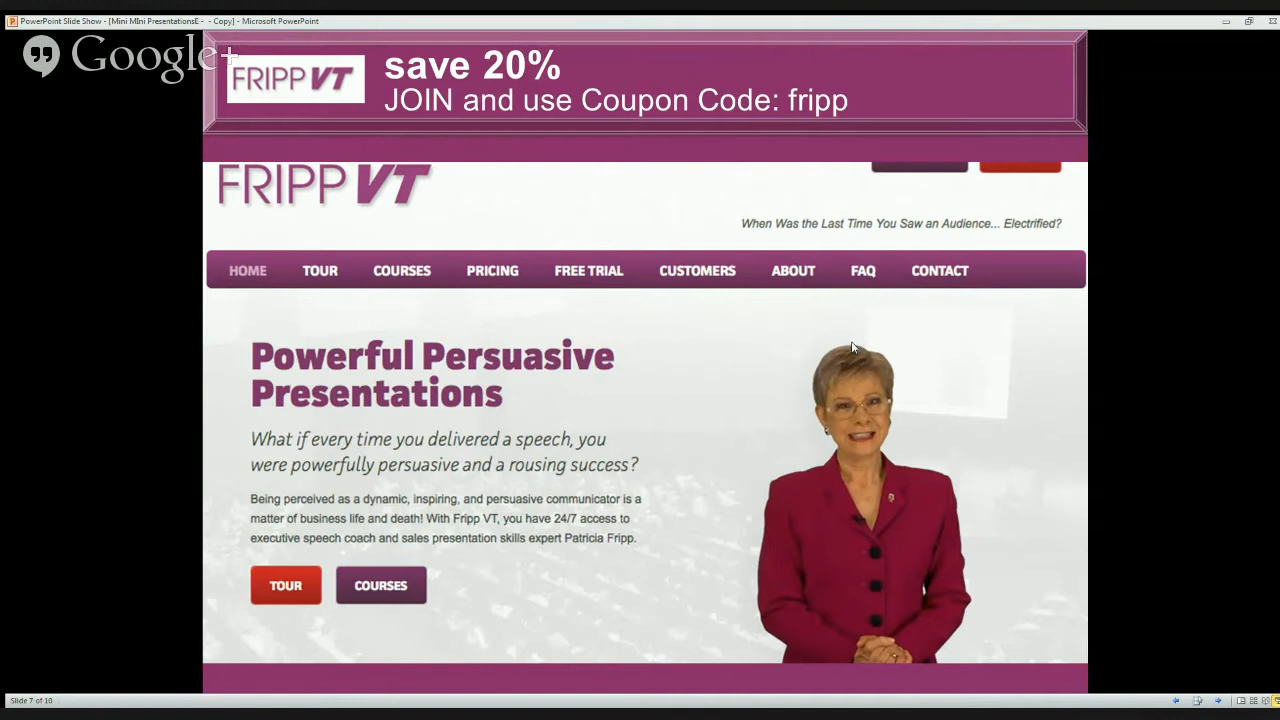 PowerPoint Slide Show - [Mini MIni PresentationsE - - Copy] - Microsoft PowerPoint
Google+
FRIPP VT
save 20%
JOIN and use Coupon Code: fripp
FRIPP VT
When Was the Last Time You Saw an Audience... Electrified?
HOME TOUR COURSES PRICING FREE TRIAL CUSTOMERS ABOUT FAQ CONTACT
Powerful Persuasive
Presentations
What if every time you delivered a speech, you
were powerfully persuasive and a rousing success?
Being perceived as a dynamic, inspiring, and persuasive communicator is a
matter of business life and death! With Fripp VT, you have 24/7 access to
executive speech coach and sales presentation skills expert Patricia Fripp.
TOUR COURSES
Slide 7 of 10